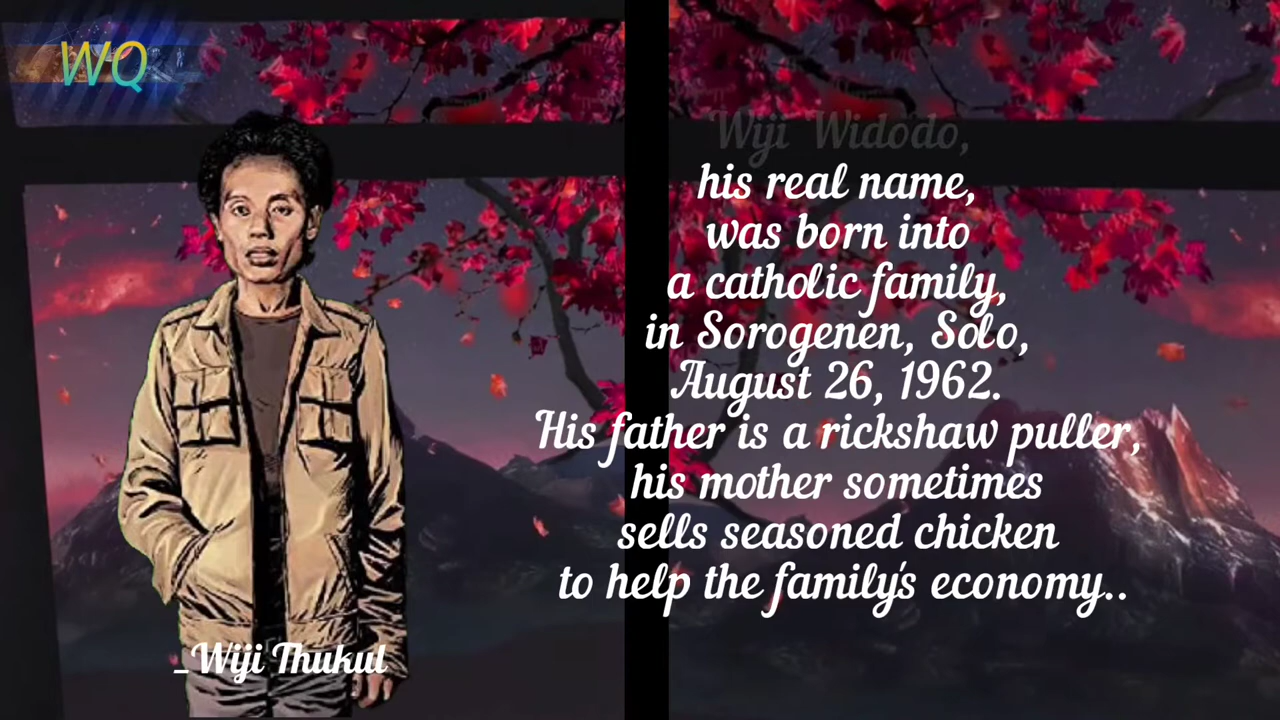 WQ
Wiji Widodo,
his real name,
was born into
a catholic family,
in Sorogenen, Solo,
August 26, 1962.
His father is a rickshaw puller,
his mother sometimes
sells seasoned chicken
to help the family's economy..
_Wiji Thukul